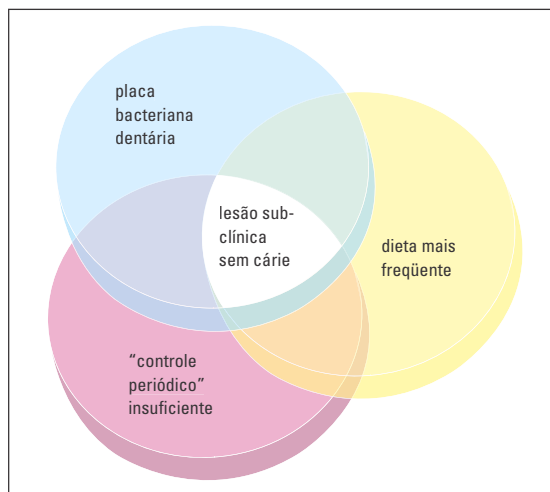 placa
bacteriana
dentária
lesão sub-
clínica
sem cárie
dieta mais
freqüente
“controle
periódico”
insuficiente